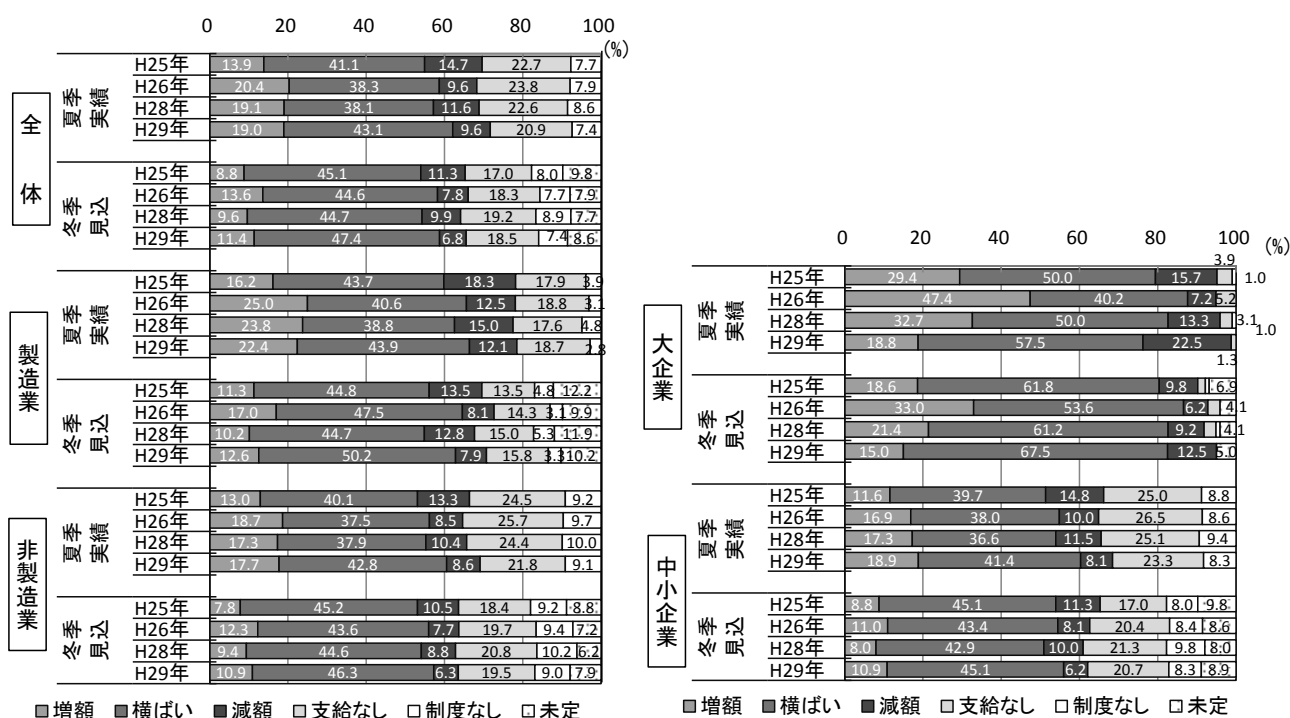 0 20 40 60 80 100
(%)
全体
夏季実績
H25年 13.9 41.1 14.7 22.7 7.7
H26年 20.4 38.3 9.6 23.8 7.9
H28年 19.1 38.1 11.6 22.6 8.6
H29年 19.0 43.1 9.6 20.9 7.4
冬季見込
H25年 8.8 45.1 11.3 17.0 8.0 9.8
H26年 13.6 44.6 7.8 18.3 7.7 7.9
H28年 9.6 44.7 9.9 19.2 8.9 7.7
H29年 11.4 47.4 6.8 18.5 7.4 8.6
製造業
夏季実績
H25年 16.2 43.7 18.3 17.9 3.9
H26年 25.0 40.6 12.5 18.8 3.1
H28年 23.8 38.8 15.0 17.6 4.8
H29年 22.4 43.9 12.1 18.7 2.8
冬季見込
H25年 11.3 44.8 13.5 13.5 4.8 12.2
H26年 17.0 47.5 8.1 14.3 3.1 9.9
H28年 10.2 44.7 12.8 15.0 5.3 11.9
H29年 12.6 50.2 7.9 15.8 3.3 10.2
非製造業
夏季実績
H25年 13.0 40.1 13.3 24.5 9.2
H26年 18.7 37.5 8.5 25.7 9.7
H28年 17.3 37.9 10.4 24.4 10.0
H29年 17.7 42.8 8.6 21.8 9.1
冬季見込
H25年 7.8 45.2 10.5 18.4 9.2 8.8
H26年 12.3 43.6 7.7 19.7 9.4 7.2
H28年 9.4 44.6 8.8 20.8 10.2 6.2
H29年 10.9 46.3 6.3 19.5 9.0 7.9
増額 横ばい 減額 支給なし 制度なし 未定
0 20 40 60 80 100
(%)
大企業
夏季実績
H25年 29.4 50.0 15.7 3.9 1.0
H26年 47.4 40.2 7.2 5.2
H28年 32.7 50.0 13.3 3.1 1.0
H29年 18.8 57.5 22.5 1.3
冬季見込
H25年 18.6 61.8 9.8 6.9
H26年 33.0 53.6 6.2 4.1
H28年 21.4 61.2 9.2 4.1
H29年 15.0 67.5 12.5 5.0
中小企業
夏季実績
H25年 11.6 39.7 14.8 25.0 8.8
H26年 16.9 38.0 10.0 26.5 8.6
H28年 17.3 36.6 11.5 25.1 9.4
H29年 18.9 41.4 8.1 23.3 8.3
冬季見込
H25年 8.8 45.1 11.3 17.0 8.0 9.8
H26年 11.0 43.4 8.1 20.4 8.4 8.6
H28年 8.0 42.9 10.0 21.3 9.8 8.0
H29年 10.9 45.1 6.2 20.7 8.3 8.9
増額 横ばい 減額 支給なし 制度なし 未定